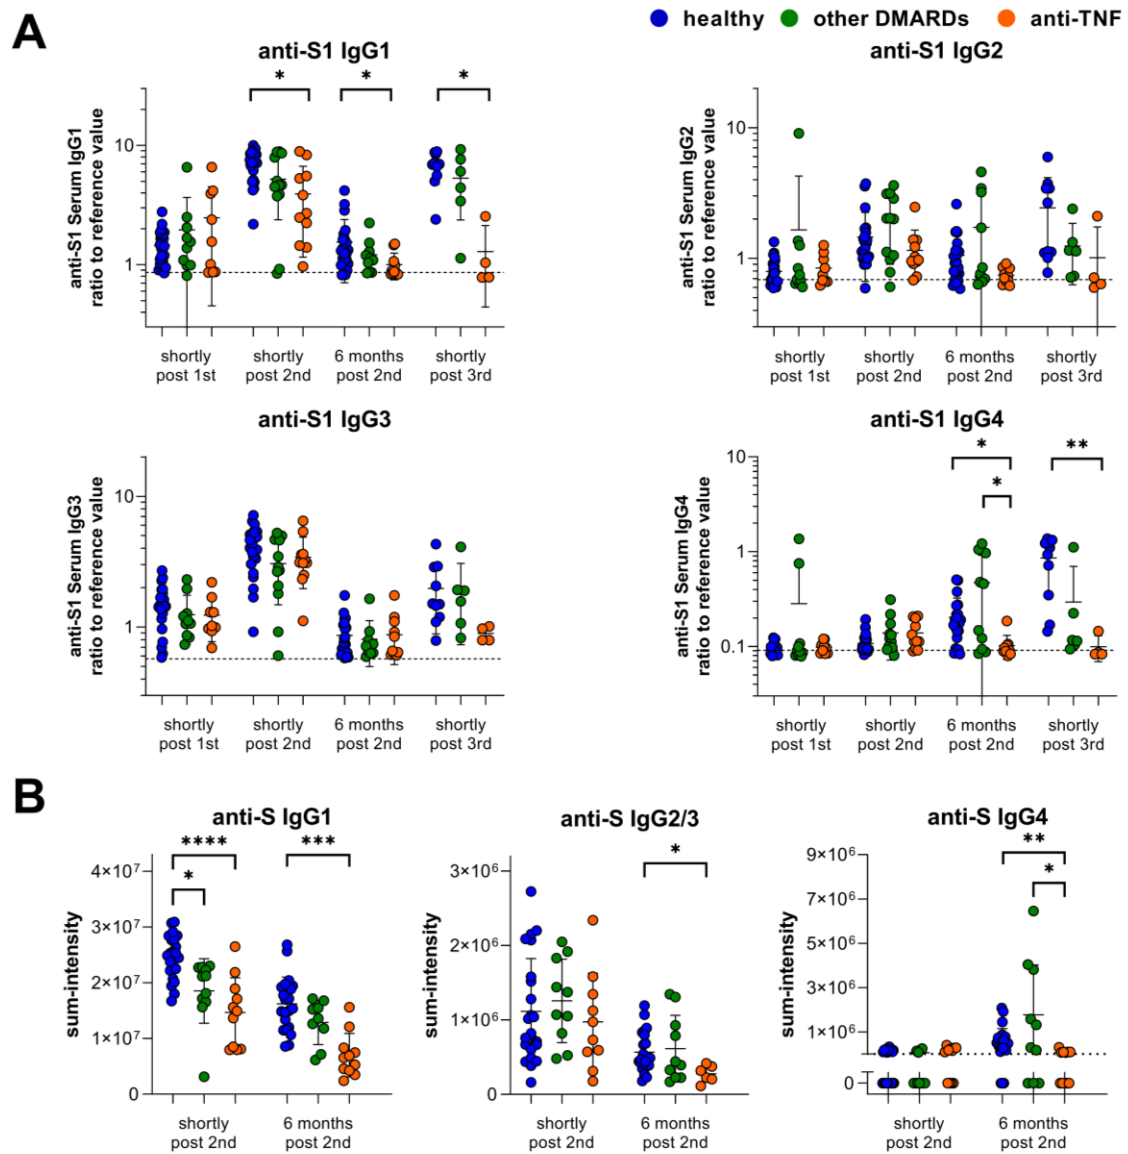 A
healthy
other DMARDs
anti-TNF
anti-S1 IgG1
anti-S1 Serum IgG1
ratio to reference value
10
1
*
*
*
shortly
post 1st
shortly
post 2nd
6 months
post 2nd
shortly
post 3rd
anti-S1 IgG2
anti-S1 Serum IgG2
ratio to reference value
10
1
shortly
post 1st
shortly
post 2nd
6 months
post 2nd
shortly
post 3rd
anti-S1 IgG3
anti-S1 Serum IgG3
ratio to reference value
10
1
shortly
post 1st
shortly
post 2nd
6 months
post 2nd
shortly
post 3rd
anti-S1 IgG4
anti-S1 Serum IgG4
ratio to reference value
10
1
0.1
*
*
**
shortly
post 1st
shortly
post 2nd
6 months
post 2nd
shortly
post 3rd
B
anti-S IgG1
sum-intensity
4×10⁷
3×10⁷
2×10⁷
1×10⁷
0
****
*
***
shortly
post 2nd
6 months
post 2nd
anti-S IgG2/3
sum-intensity
3×10⁶
2×10⁶
1×10⁶
0
*
shortly
post 2nd
6 months
post 2nd
anti-S IgG4
sum-intensity
9×10⁶
7×10⁶
5×10⁶
3×10⁶
1×10⁶
0
**
*
shortly
post 2nd
6 months
post 2nd